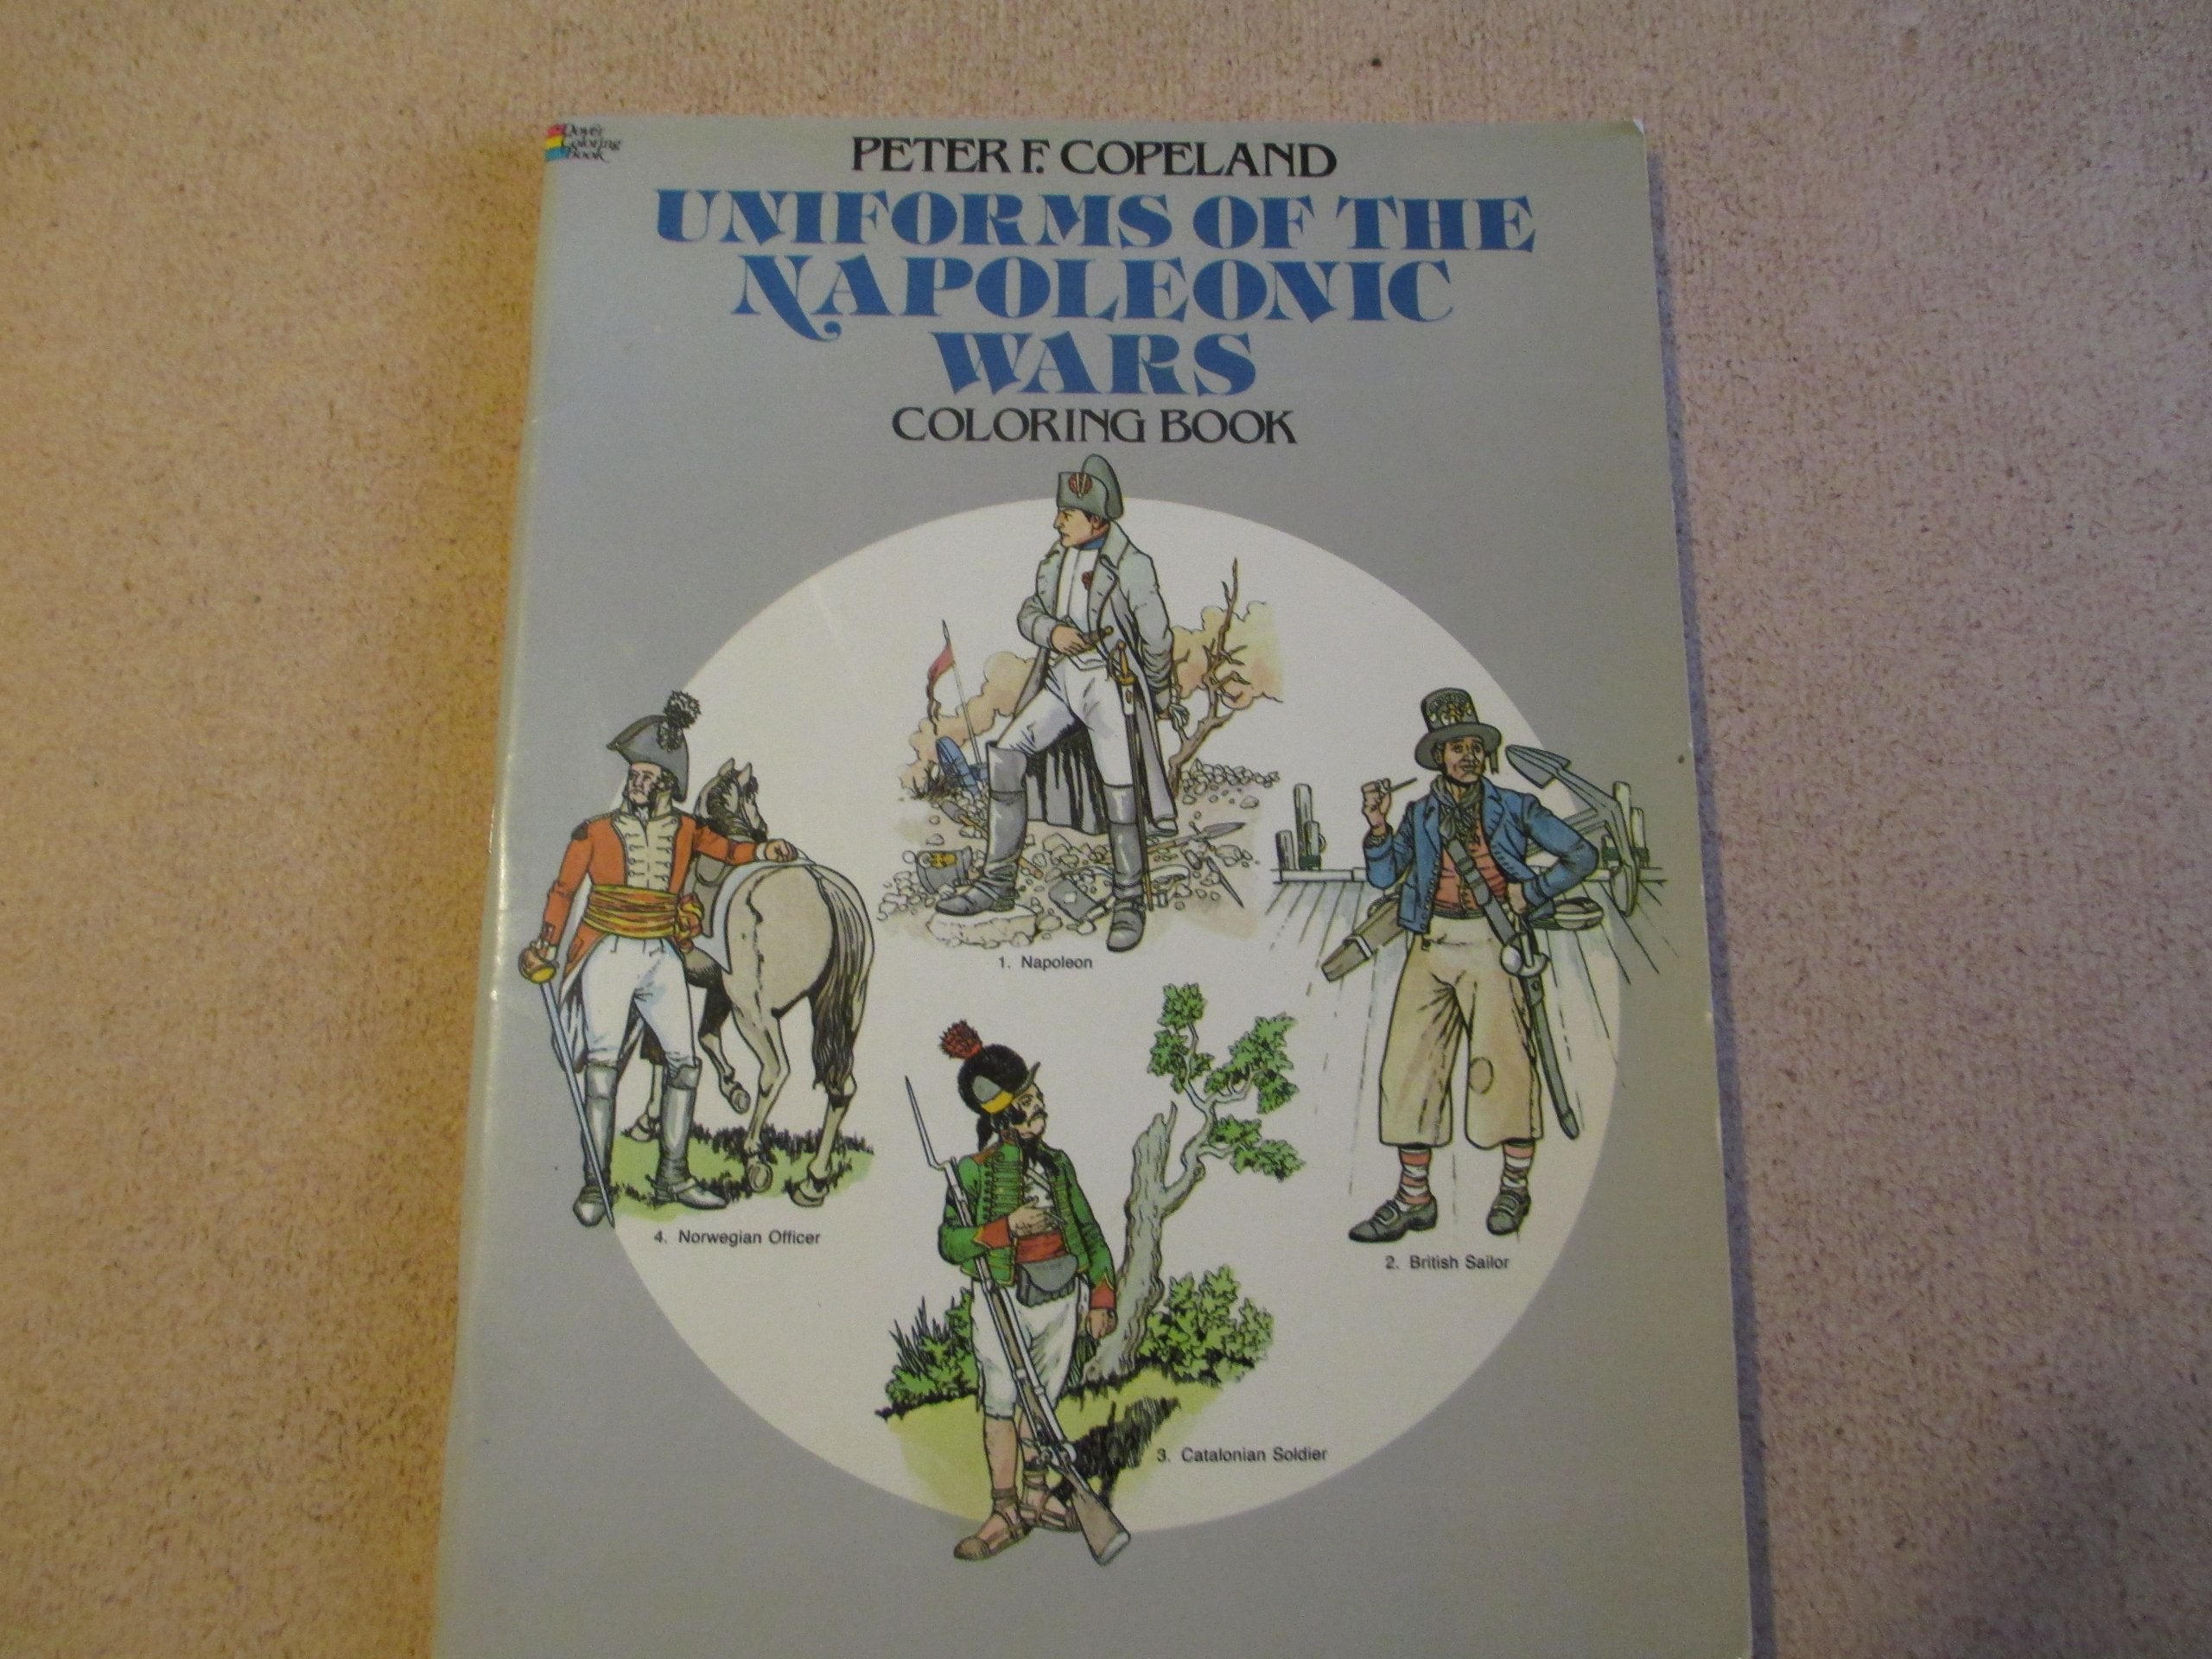 Dover
Coloring
Book
PETER F. COPELAND
UNIFORMS OF THE
NAPOLEONIC
WARS
COLORING BOOK
1. Napoleon
4. Norwegian Officer
2. British Sailor
3. Catalonian Soldier